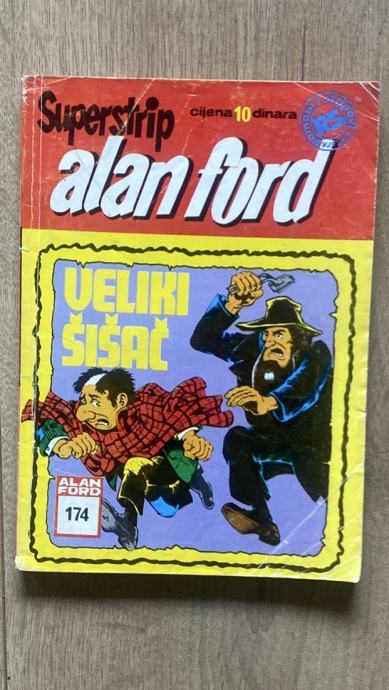 Superstrip
cijena 10 dinara
alan ford
VELIKI
ŠIŠAČ
ALAN
FORD
174